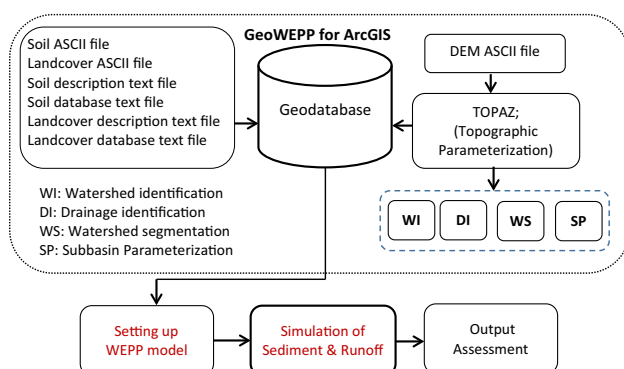 GeoWEPP for ArcGIS
Soil ASCII file
Landcover ASCII file
Soil description text file
Soil database text file
Landcover description text file
Landcover database text file
Geodatabase
DEM ASCII file
TOPAZ;
(Topographic
Parameterization)
WI
DI
WS
SP
WI: Watershed identification
DI: Drainage identification
WS: Watershed segmentation
SP: Subbasin Parameterization
Setting up
WEPP model
Simulation of
Sediment & Runoff
Output
Assessment